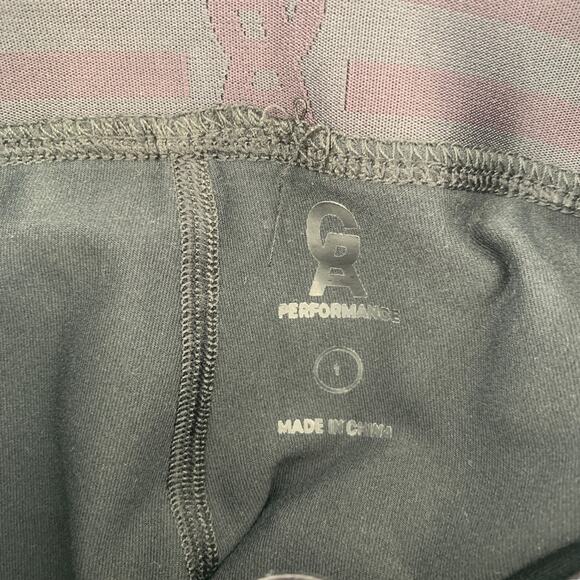 GA
PERFORMANCE
1
MADE IN CHINA